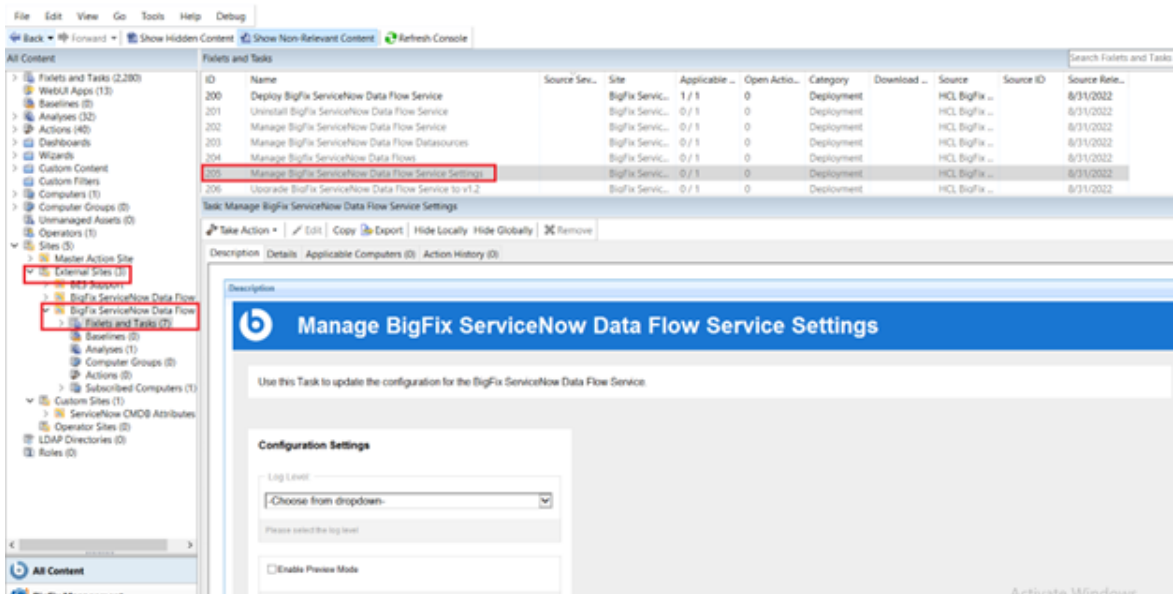 File Edit View Go Tools Help Debug
Back Forward Show Hidden Content Show Non-Relevant Content Refresh Console
All Content
Fixlets and Tasks (2,280)
WebUI Apps (13)
Baselines (0)
Analyses (32)
Actions (40)
Dashboards
Wizards
Custom Content
Custom Filters
Computers (1)
Computer Groups (0)
Unmanaged Assets (0)
Operators (1)
Sites (5)
Master Action Site
External Sites (3)
BES Support
BigFix ServiceNow Data Flow
BigFix ServiceNow Data Flow
Fixlets and Tasks (7)
Baselines (0)
Analyses (1)
Computer Groups (0)
Actions (0)
Subscribed Computers (1)
Custom Sites (1)
ServiceNow CMDB Attributes
Operator Sites (0)
LDAP Directories (0)
Roles (0)
All Content
Fixlets and Tasks
Search Fixlets and Tasks
ID Name Source Sev... Site Applicable ... Open Actio... Category Download ... Source Source ID Source Rele...
200 Deploy BigFix ServiceNow Data Flow Service BigFix Servic... 1 / 1 0 Deployment HCL BigFix ... 8/31/2022
201 Uninstall BigFix ServiceNow Data Flow Service BigFix Servic... 0 / 1 0 Deployment HCL BigFix ... 8/31/2022
202 Manage BigFix ServiceNow Data Flow Service BigFix Servic... 0 / 1 0 Deployment HCL BigFix ... 8/31/2022
203 Manage BigFix ServiceNow Data Flow Datasources BigFix Servic... 0 / 1 0 Deployment HCL BigFix ... 8/31/2022
204 Manage BigFix ServiceNow Data Flows BigFix Servic... 0 / 1 0 Deployment HCL BigFix ... 8/31/2022
205 Manage BigFix ServiceNow Data Flow Service Settings BigFix Servic... 0 / 1 0 Deployment HCL BigFix ... 8/31/2022
206 Upgrade BigFix ServiceNow Data Flow Service to v1.2 BigFix Servic... 0 / 1 0 Deployment HCL BigFix ... 8/31/2022
Task: Manage BigFix ServiceNow Data Flow Service Settings
Take Action Edit Copy Export Hide Locally Hide Globally Remove
Description Details Applicable Computers (0) Action History (0)
Description
Manage BigFix ServiceNow Data Flow Service Settings
Use this Task to update the configuration for the BigFix ServiceNow Data Flow Service.
Configuration Settings
Log Level
-Choose from dropdown-
Please select the log level
Enable Preview Mode